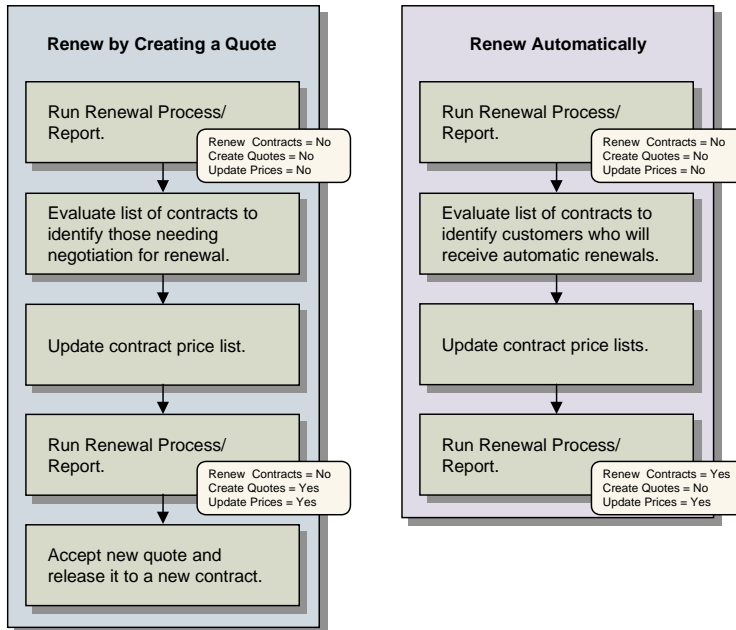 Renew by Creating a Quote
Run Renewal Process/
Report.
Renew Contracts = No
Create Quotes = No
Update Prices = No
Evaluate list of contracts to
identify those needing
negotiation for renewal.
Update contract price list.
Run Renewal Process/
Report.
Renew Contracts = No
Create Quotes = Yes
Update Prices = Yes
Accept new quote and
release it to a new contract.
Renew Automatically
Run Renewal Process/
Report.
Renew Contracts = No
Create Quotes = No
Update Prices = No
Evaluate list of contracts to
identify customers who will
receive automatic renewals.
Update contract price lists.
Run Renewal Process/
Report.
Renew Contracts = Yes
Create Quotes = No
Update Prices = Yes